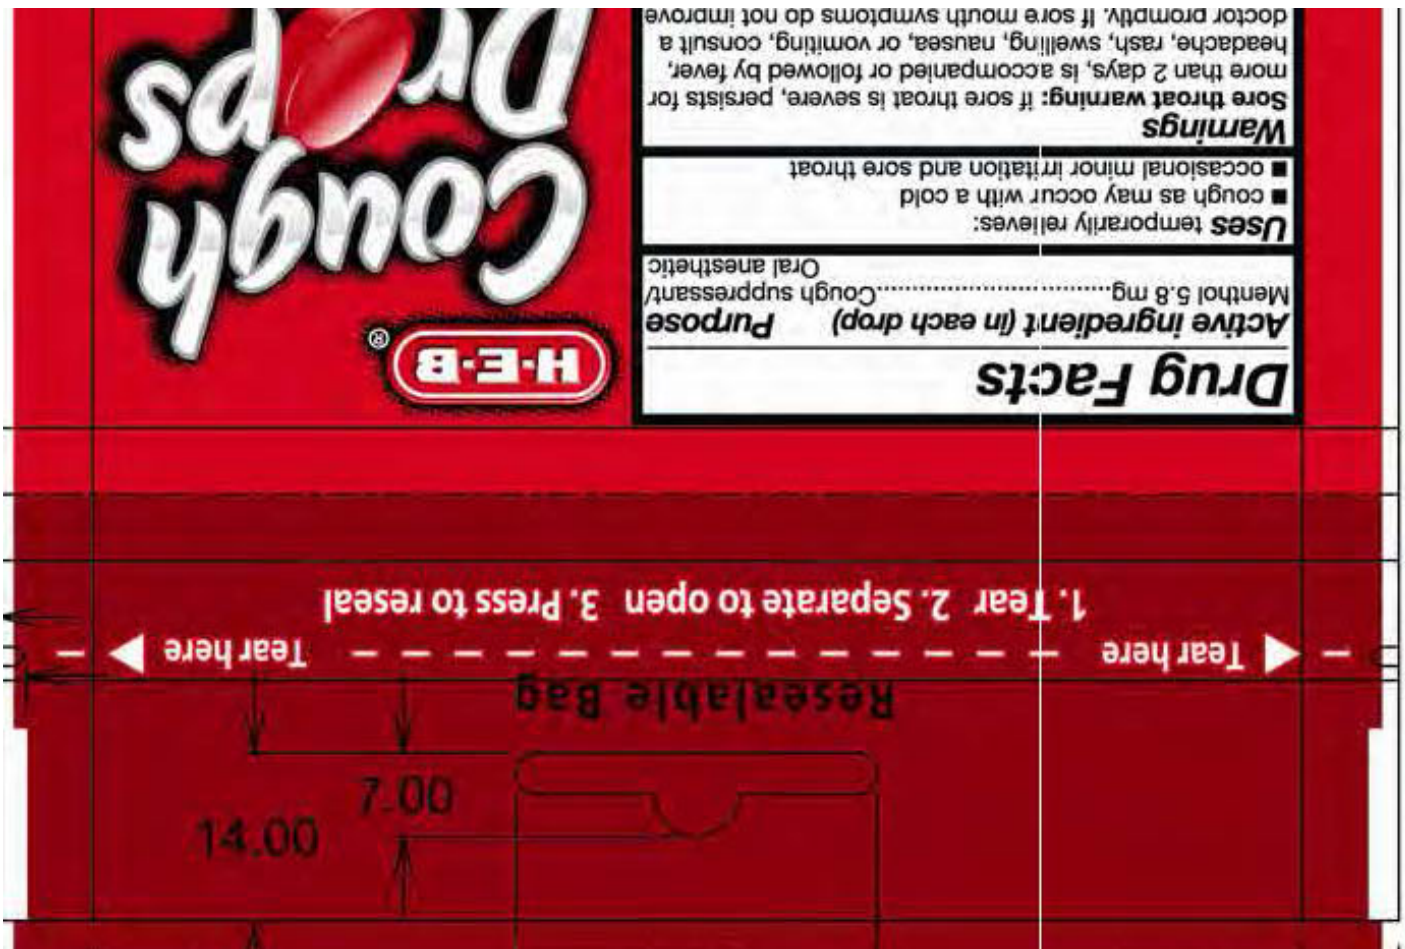 Resealable Bag
Tear here Tear here
1. Tear 2. Separate to open 3. Press to reseal
Drug Facts
Active ingredient (in each drop) Purpose
Menthol 5.8 mg........................................Cough suppressant/
Oral anesthetic
Uses temporarily relieves:
■ cough as may occur with a cold
■ occasional minor irritation and sore throat
Warnings
Sore throat warning: if sore throat is severe, persists for
more than 2 days, is accompanied or followed by fever,
headache, rash, swelling, nausea, or vomiting, consult a
doctor promptly. If sore mouth symptoms do not improve
H-E-B®
Cough
Drops
7.00
14.00